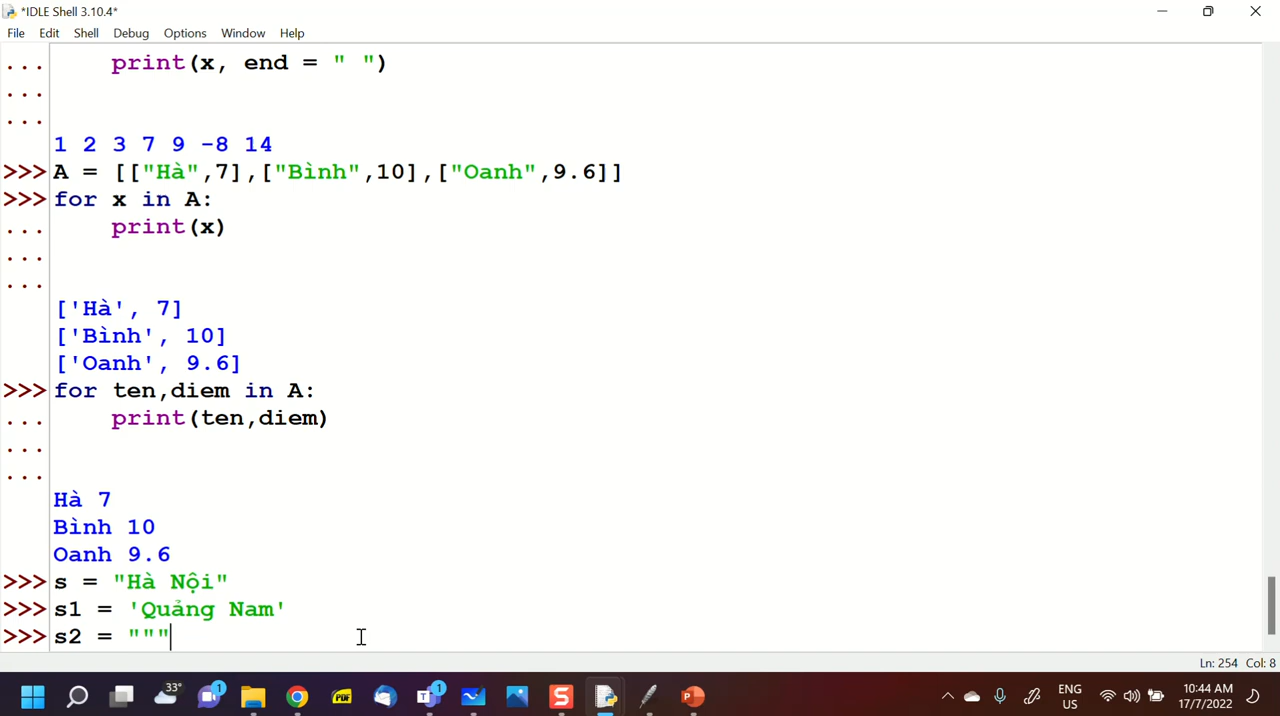 *IDLE Shell 3.10.4*
File Edit Shell Debug Options Window Help
... print(x, end = " ")
...
...
1 2 3 7 9 -8 14
>>> A = [["Hà",7],["Bình",10],["Oanh",9.6]]
>>> for x in A:
... print(x)
...
...
['Hà', 7]
['Bình', 10]
['Oanh', 9.6]
>>> for ten,diem in A:
... print(ten,diem)
...
...
Hà 7
Bình 10
Oanh 9.6
>>> s = "Hà Nội"
>>> s1 = 'Quảng Nam'
>>> s2 = """
Ln: 254 Col: 8
33° 1 PDF T 1 S P ENG US 10:44 AM 17/7/2022